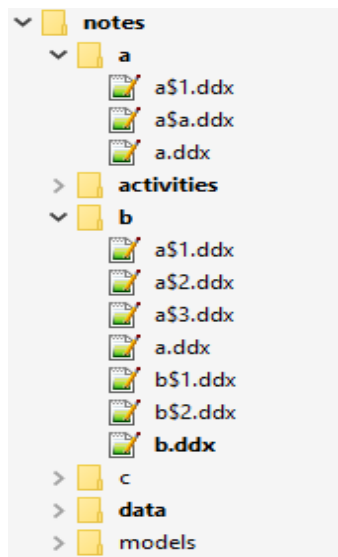 notes
a
a$1.ddx
a$a.ddx
a.ddx
activities
b
a$1.ddx
a$2.ddx
a$3.ddx
a.ddx
b$1.ddx
b$2.ddx
b.ddx
c
data
models